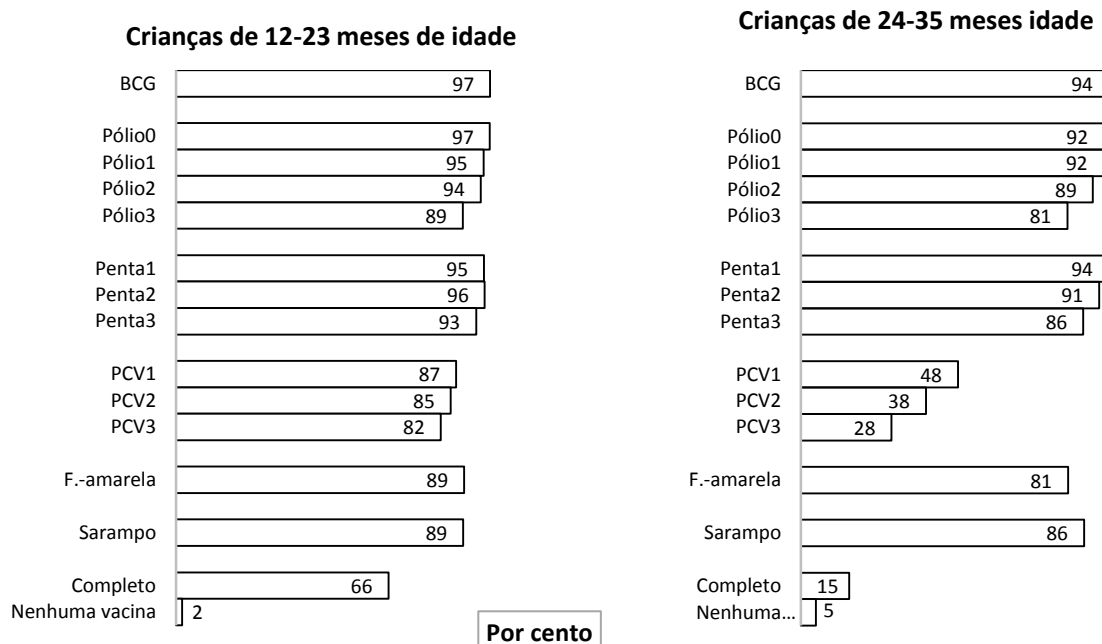 Crianças de 12-23 meses de idade
BCG 97
Pólio0 97
Pólio1 95
Pólio2 94
Pólio3 89
Penta1 95
Penta2 96
Penta3 93
PCV1 87
PCV2 85
PCV3 82
F.-amarela 89
Sarampo 89
Completo 66
Nenhuma vacina 2
Crianças de 24-35 meses idade
BCG 94
Pólio0 92
Pólio1 92
Pólio2 89
Pólio3 81
Penta1 94
Penta2 91
Penta3 86
PCV1 48
PCV2 38
PCV3 28
F.-amarela 81
Sarampo 86
Completo 15
Nenhuma... 5
Por cento